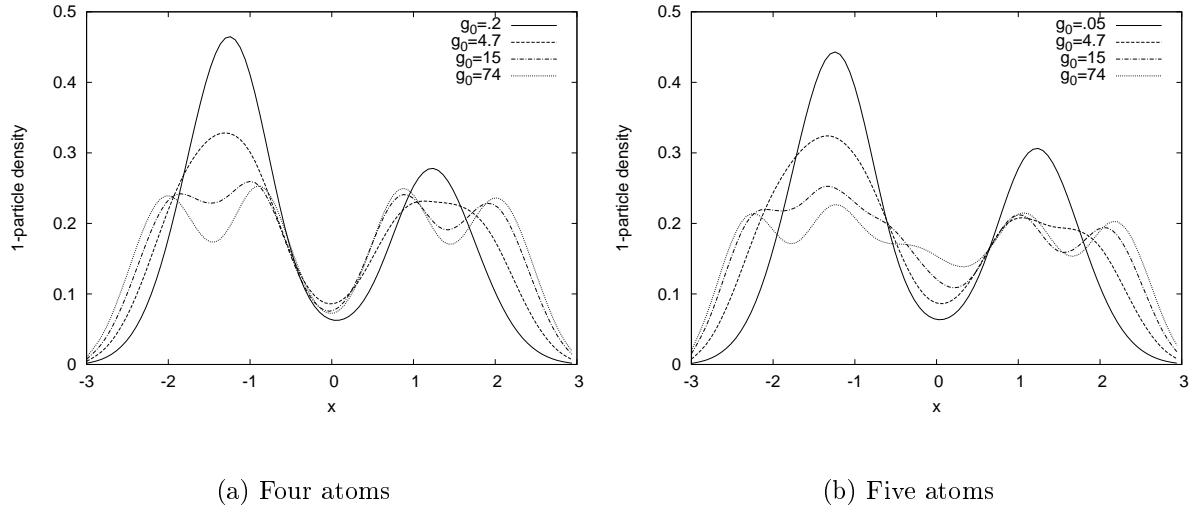 1-particle density
0.5
0.4
0.3
0.2
0.1
0
-3
-2
-1
0
1
2
3
x
g0=.2
g0=4.7
g0=15
g0=74
(a) Four atoms
1-particle density
0.5
0.4
0.3
0.2
0.1
0
-3
-2
-1
0
1
2
3
x
g0=.05
g0=4.7
g0=15
g0=74
(b) Five atoms